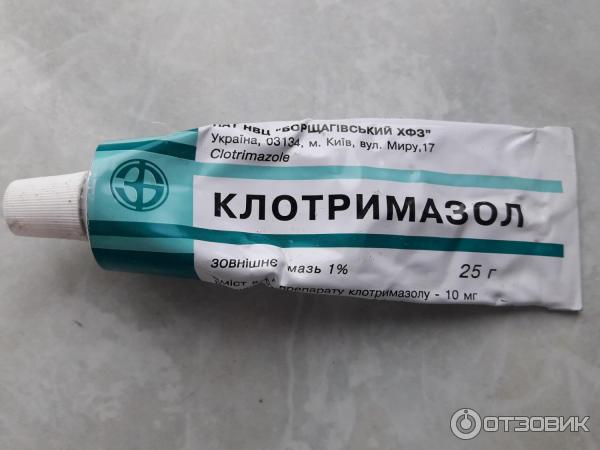 ПАТ НВЦ "БОРЩАГІВСЬКИЙ ХФЗ"
Україна, 03134, м. Київ, вул. Миру,17
Clotrimazole
КЛОТРИМАЗОЛ
ЗОВНІШНЄ мазь 1% 25 г
препарату клотримазолу - 10 мг
ОТЗОВИК